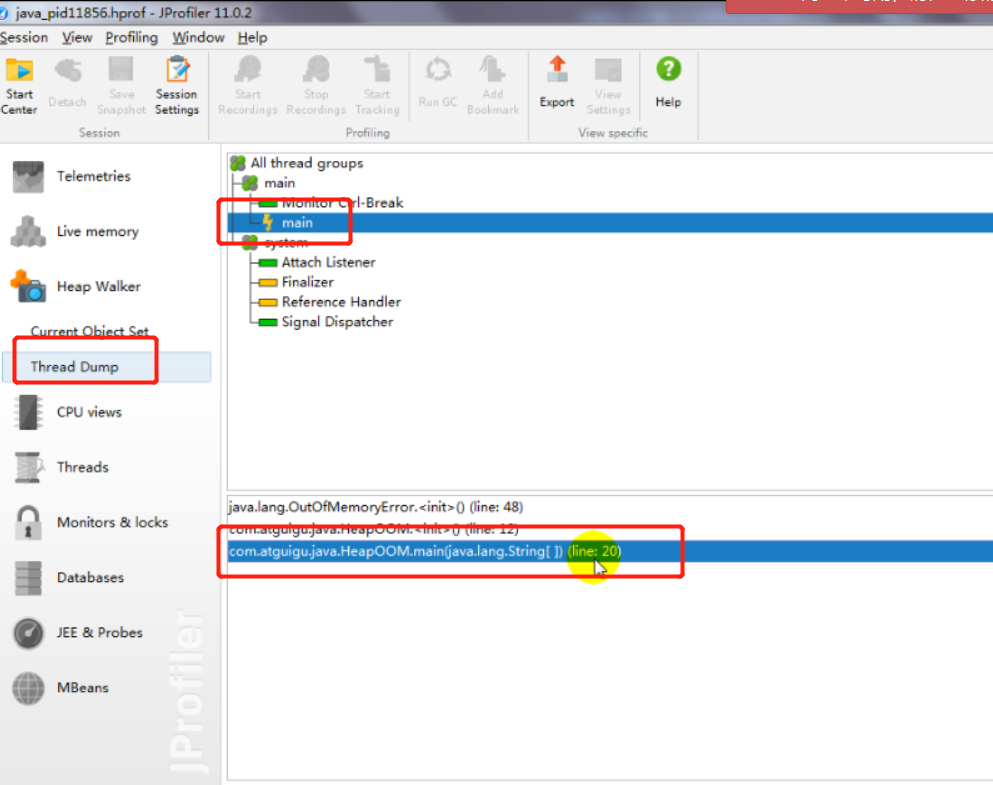 java_pid11856.hprof - JProfiler 11.0.2
Session View Profiling Window Help
Start Center
Detach
Save Snapshot
Session Settings
Start Recordings
Stop Recordings
Start Tracking
Run GC
Add Bookmark
Export
View Settings
Help
Session
Profiling
View specific
Telemetries
Live memory
Heap Walker
Current Object Set
Thread Dump
CPU views
Threads
Monitors & locks
Databases
JEE & Probes
MBeans
JProfiler
All thread groups
main
Monitor Ctrl-Break
main
system
Attach Listener
Finalizer
Reference Handler
Signal Dispatcher
java.lang.OutOfMemoryError.<init>() (line: 48)
com.atguigu.java.HeapOOM.<init>() (line: 12)
com.atguigu.java.HeapOOM.main(java.lang.String[ ]) (line: 20)